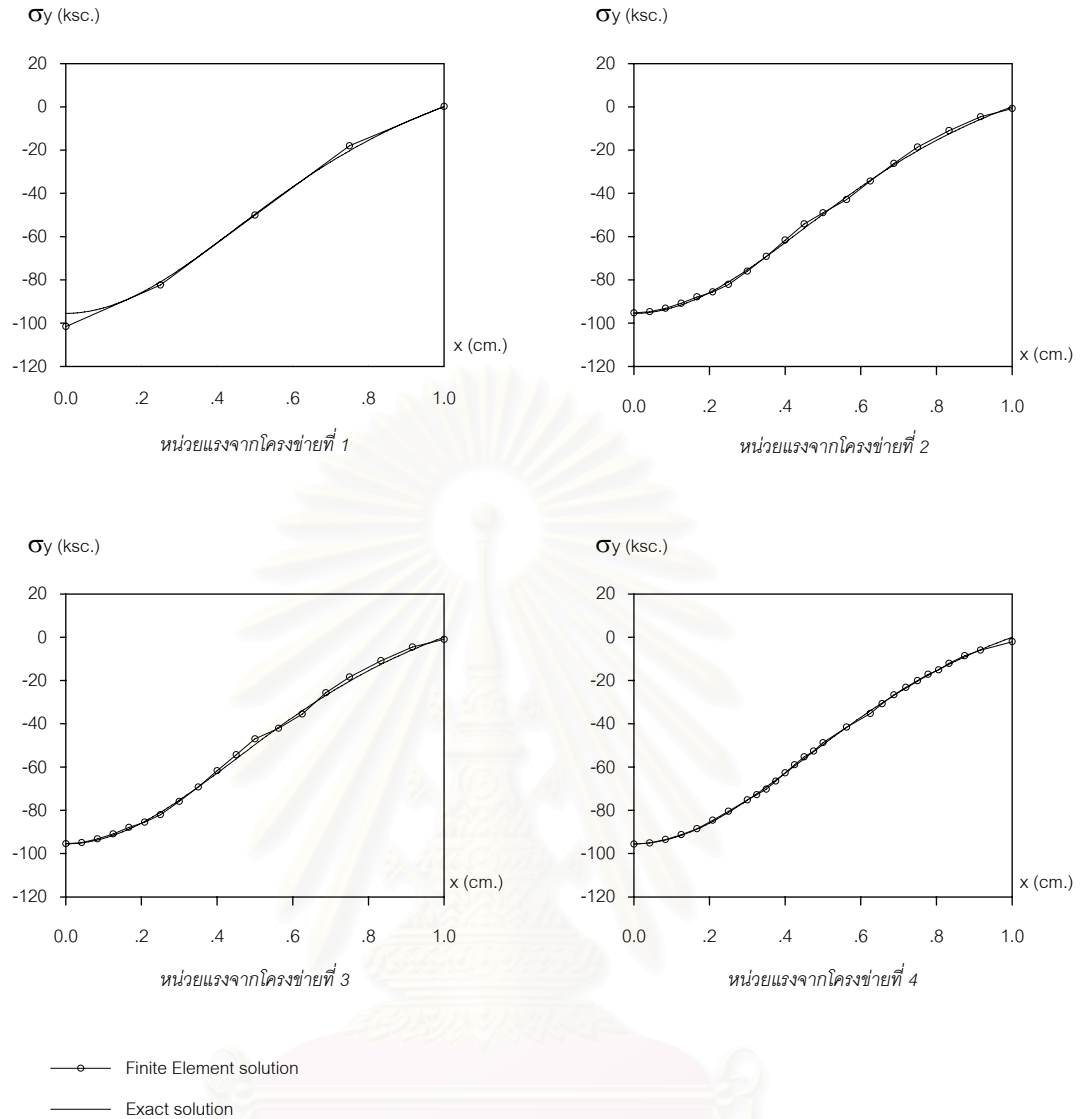 σy (ksc.)
σy (ksc.)
20
0
-20
-40
-60
-80
-100
-120
0.0 .2 .4 .6 .8 1.0
x (cm.)
หน่วยแรงจากโครงข่ายที่ 1
20
0
-20
-40
-60
-80
-100
-120
0.0 .2 .4 .6 .8 1.0
x (cm.)
หน่วยแรงจากโครงข่ายที่ 2
σy (ksc.)
σy (ksc.)
20
0
-20
-40
-60
-80
-100
-120
0.0 .2 .4 .6 .8 1.0
x (cm.)
หน่วยแรงจากโครงข่ายที่ 3
20
0
-20
-40
-60
-80
-100
-120
0.0 .2 .4 .6 .8 1.0
x (cm.)
หน่วยแรงจากโครงข่ายที่ 4
Finite Element solution
Exact solution